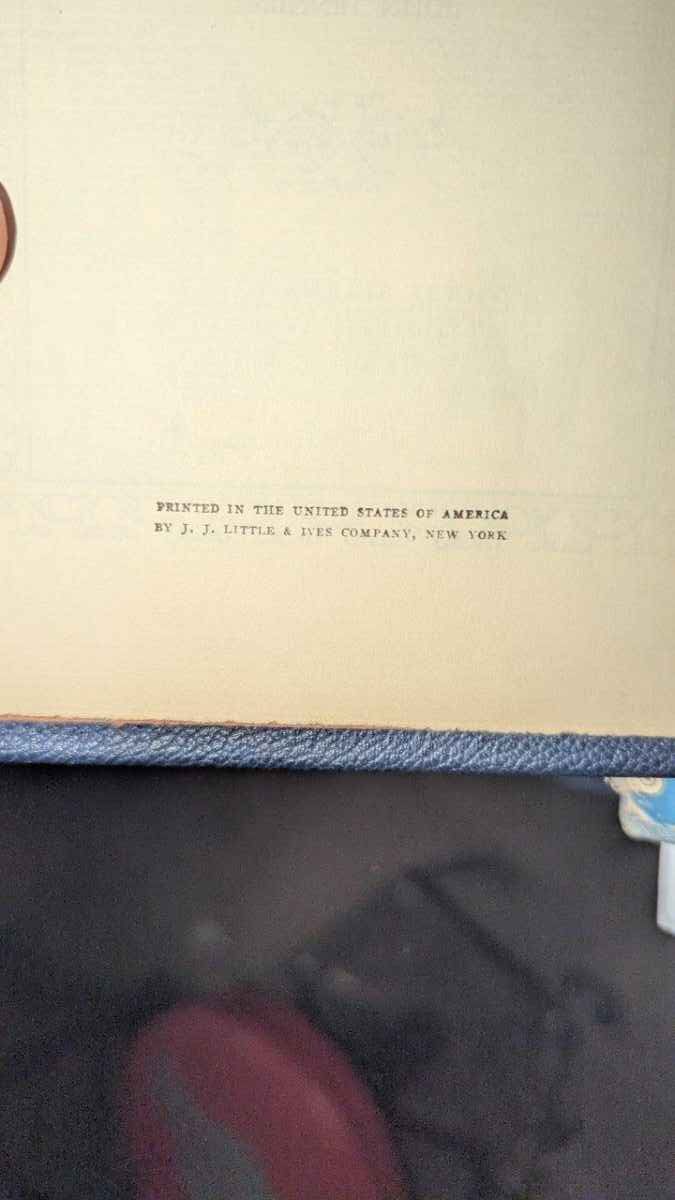 PRINTED IN THE UNITED STATES OF AMERICA
BY J. J. LITTLE & IVES COMPANY, NEW YORK